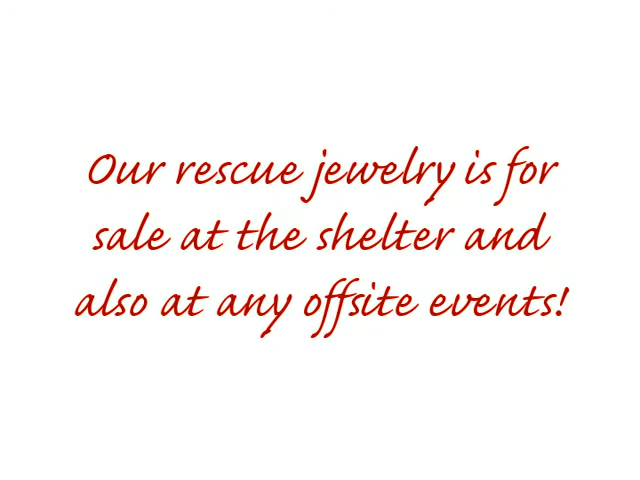 Our rescue jewelry is for
sale at the shelter and
also at any offsite events!